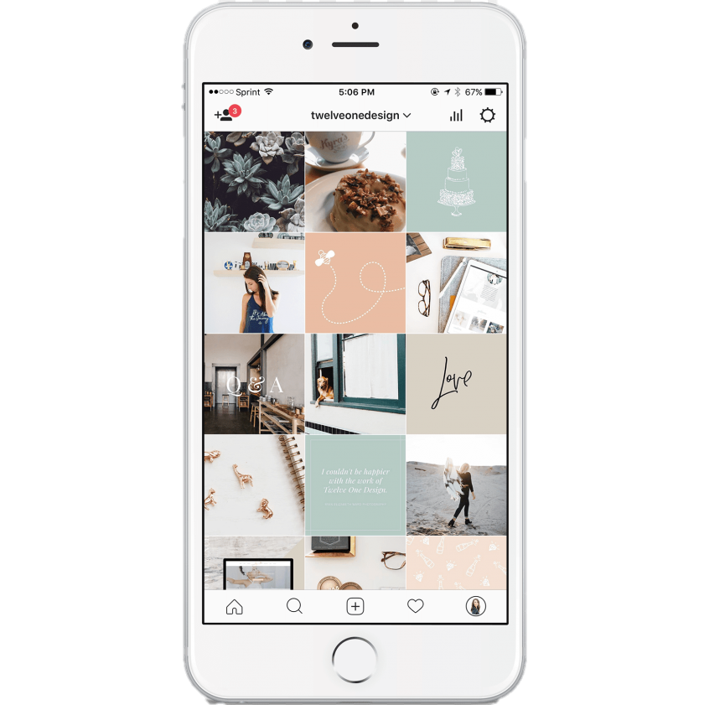 Sprint
5:06 PM
67%
3
twelveonedesign
Q & A
Love
I couldn't be happier
with the work of
Twelve One Design